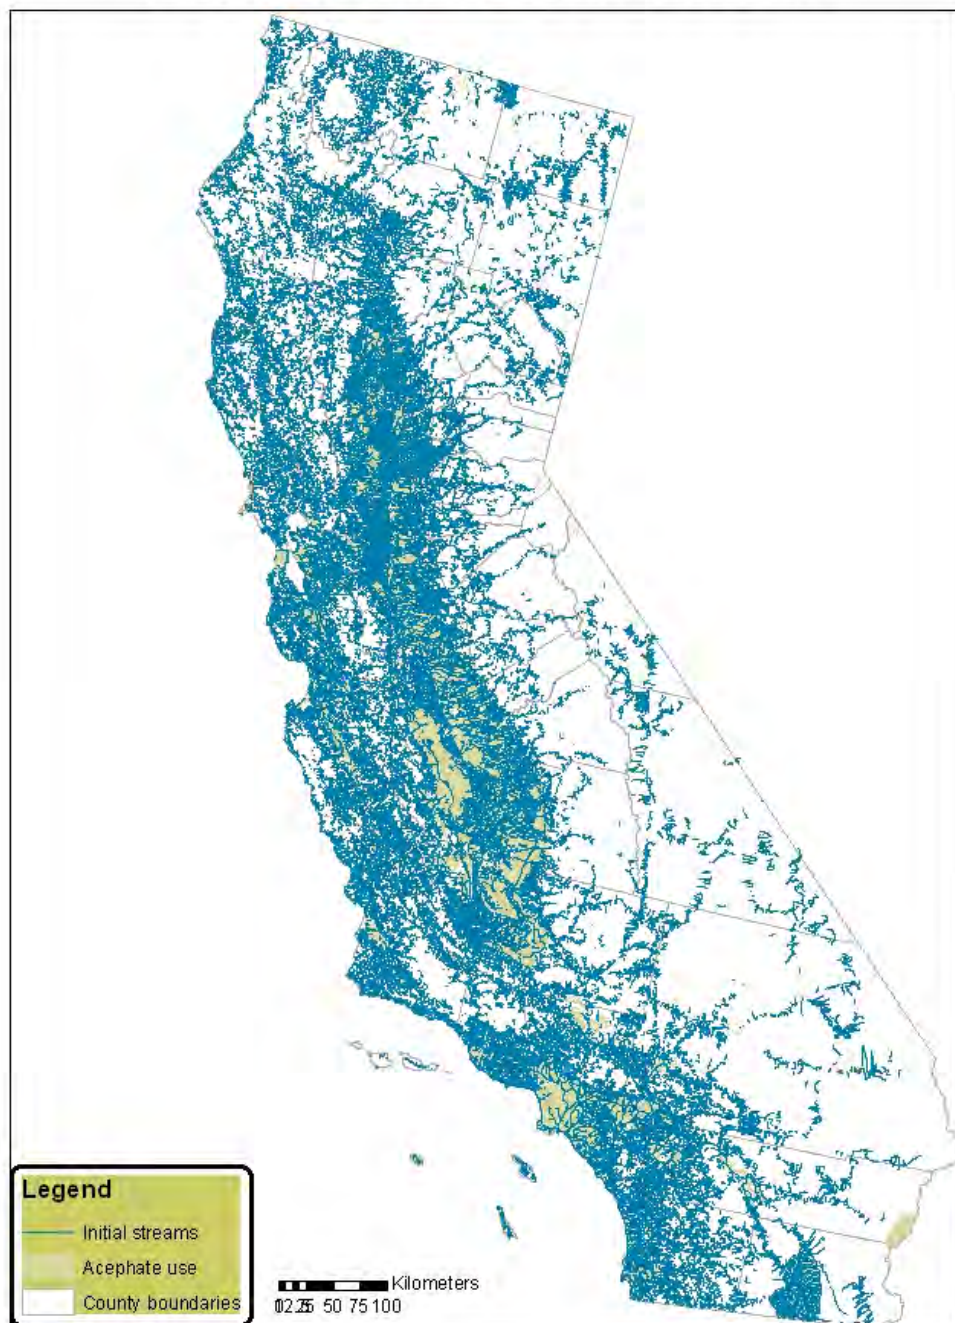 Legend
Initial streams
Acephate use
County boundaries
Kilometers
50 75 100